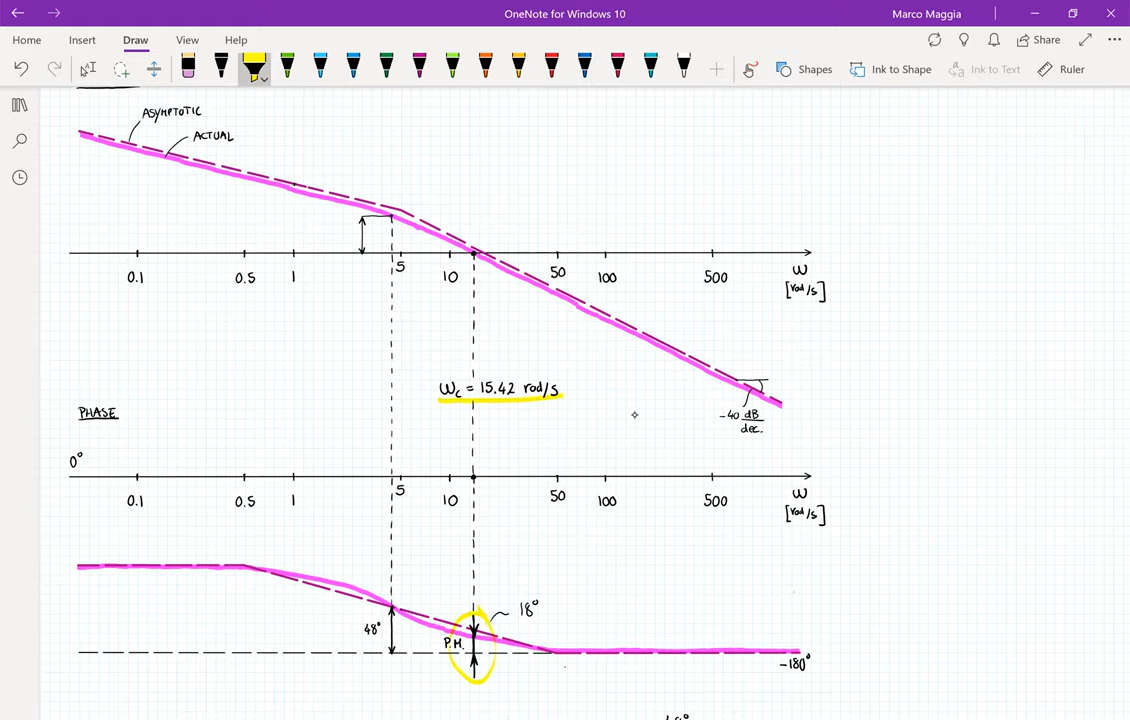 OneNote for Windows 10
Marco Maggia
Home Insert Draw View Help
Share
Shapes
Ink to Shape
Ink to Text
Ruler
ASYMPTOTIC
ACTUAL
0.1 0.5 1 5 10 50 100 500 ω
[rad/s]
ωc = 15.42 rad/s
-40 dB/dec.
PHASE
0°
0.1 0.5 1 5 10 50 100 500 ω
[rad/s]
18°
48°
P.M.
-180°